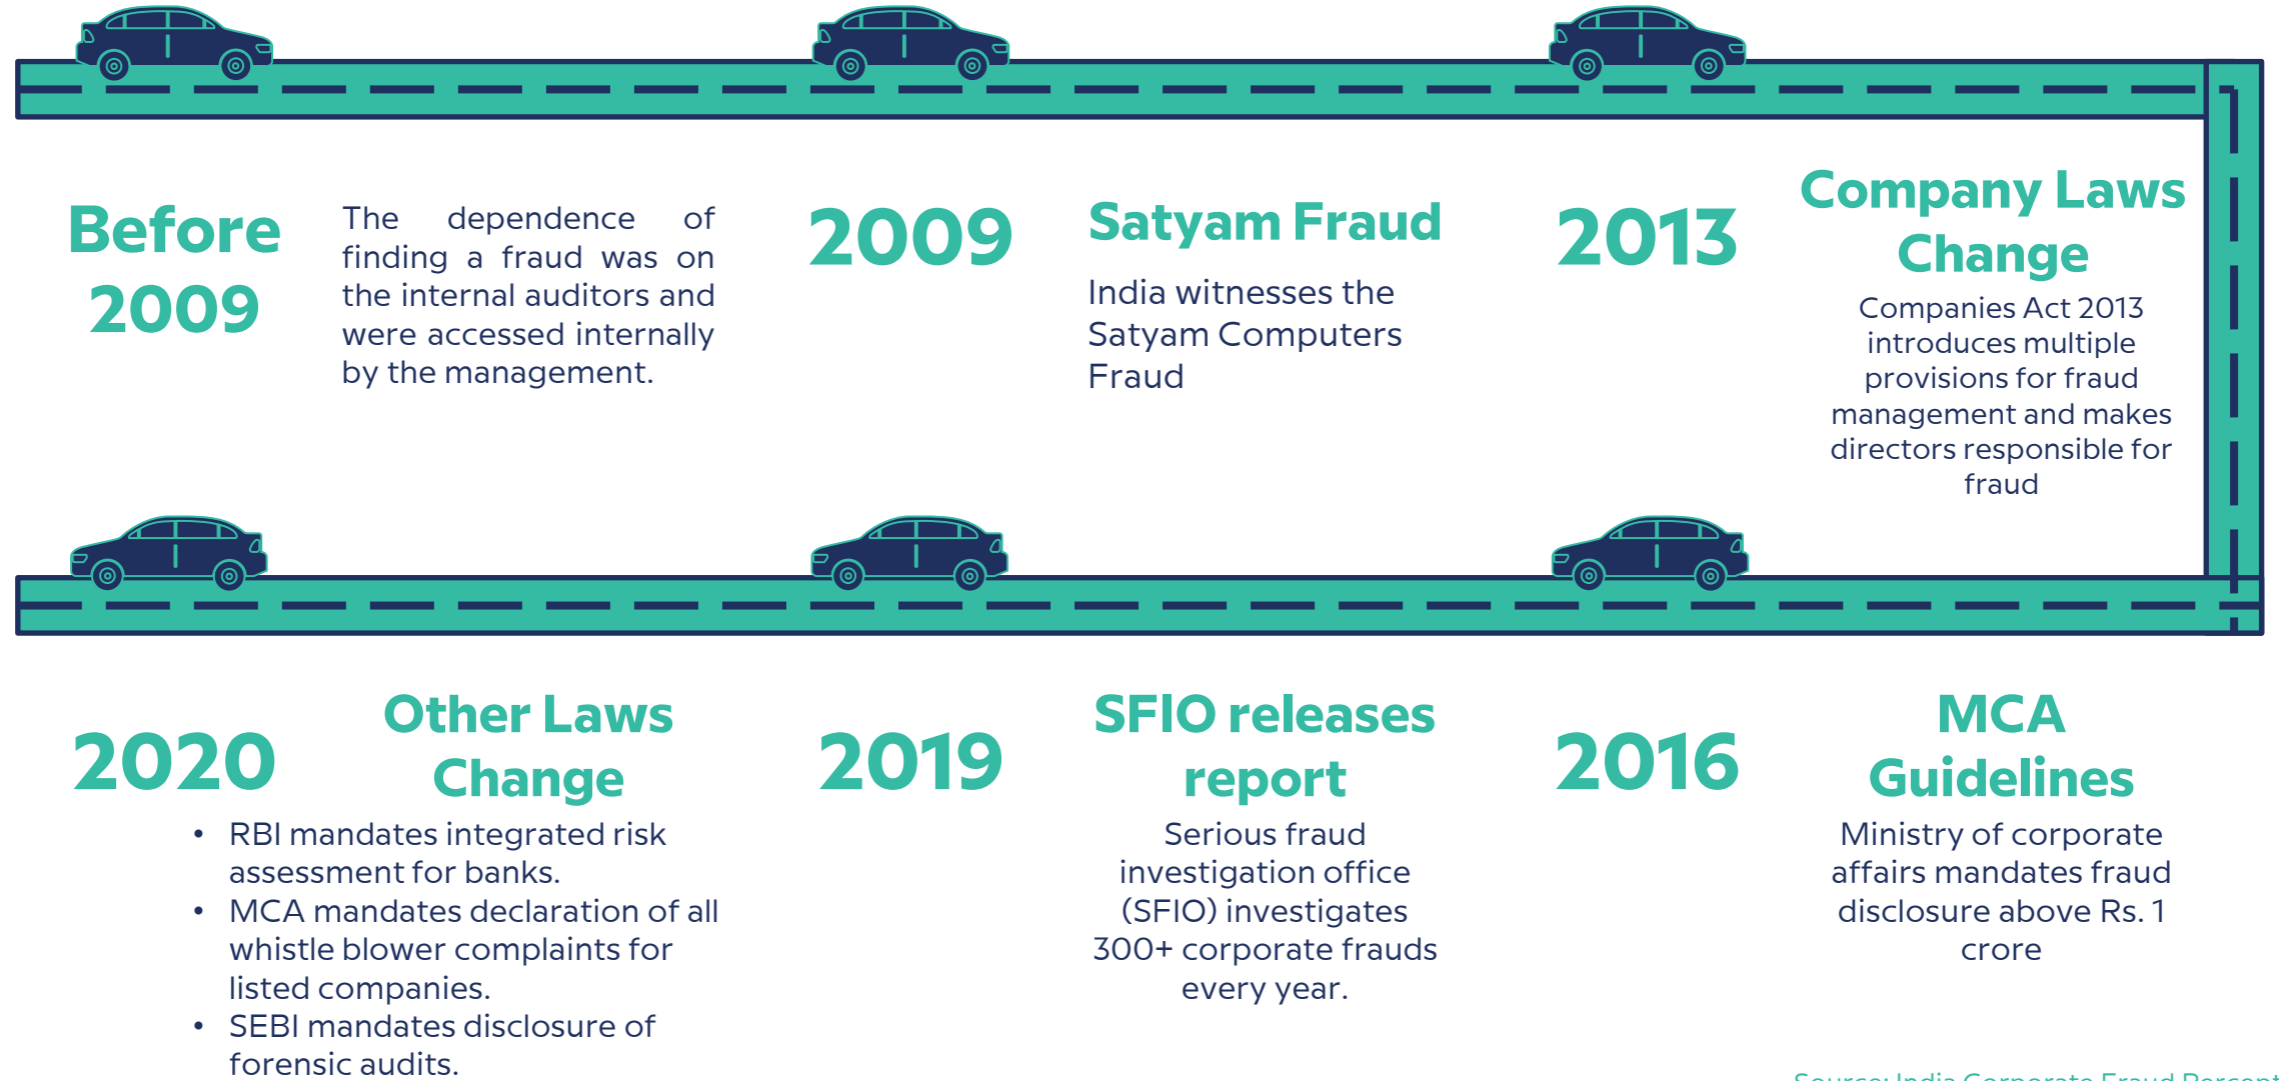 Before
2009
The dependence of
finding a fraud was on
the internal auditors and
were accessed internally
by the management.
2009
Satyam Fraud
India witnesses the
Satyam Computers
Fraud
2013
Company Laws
Change
Companies Act 2013
introduces multiple
provisions for fraud
management and makes
directors responsible for
fraud
2020
Other Laws
Change
• RBI mandates integrated risk
assessment for banks.
• MCA mandates declaration of all
whistle blower complaints for
listed companies.
• SEBI mandates disclosure of
forensic audits.
2019
SFIO releases
report
Serious fraud
investigation office
(SFIO) investigates
300+ corporate frauds
every year.
2016
MCA
Guidelines
Ministry of corporate
affairs mandates fraud
disclosure above Rs. 1
crore
Source: India Corporate Fraud